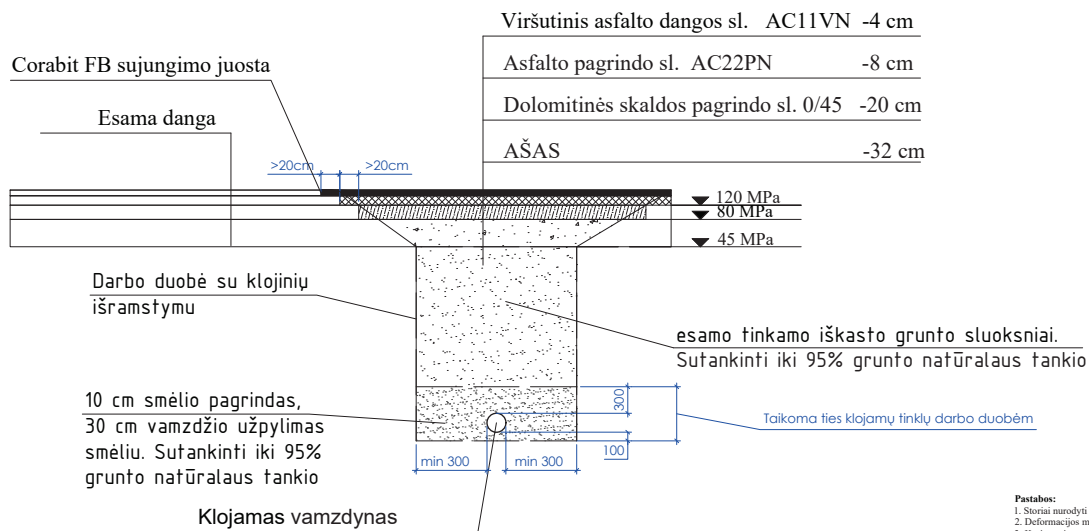 Viršutinis asfalto dangos sl. AC11VN -4 cm
Corabit FB sujungimo juosta
Asfalto pagrindo sl. AC22PN -8 cm
Dolomitinės skaldos pagrindo sl. 0/45 -20 cm
Esama danga
AŠAS -32 cm
>20cm >20cm
120 MPa
80 MPa
45 MPa
Darbo duobė su klojinių
išramstymu
esamo tinkamo iškasto grunto sluoksniai.
Sutankinti iki 95% grunto natūralaus tankio
10 cm smėlio pagrindas,
30 cm vamzdžio užpylimas
smėliu. Sutankinti iki 95%
grunto natūralaus tankio
300
Taikoma ties klojamų tinklų darbo duobėm
100
min 300 min 300
Klojamas vamzdynas
Pastabos:
1. Storiai nurodyti
2. Deformacijos m